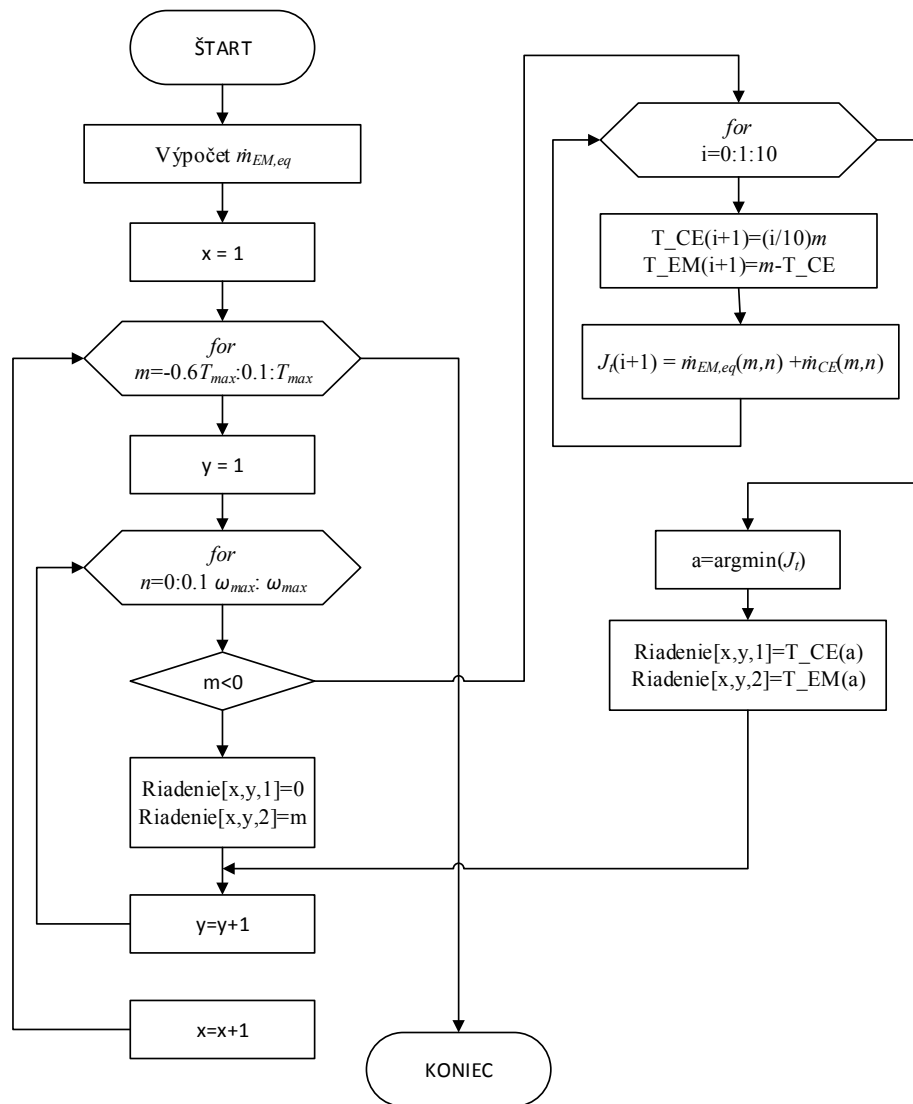 ŠTART
Výpočet ṁ_EM,eq
x = 1
for
m=-0.6T_max:0.1:T_max
y = 1
for
n=0:0.1 ω_max: ω_max
m<0
Riadenie[x,y,1]=0
Riadenie[x,y,2]=m
y=y+1
x=x+1
KONIEC
for
i=0:1:10
T_CE(i+1)=(i/10)m
T_EM(i+1)=m-T_CE
J_t(i+1) = ṁ_EM,eq(m,n) +ṁ_CE(m,n)
a=argmin(J_t)
Riadenie[x,y,1]=T_CE(a)
Riadenie[x,y,2]=T_EM(a)